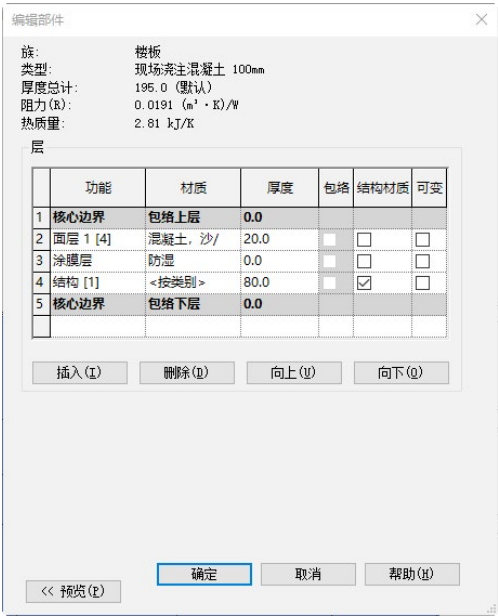 编辑部件
族: 楼板
类型: 现场浇注混凝土 100mm
厚度总计: 195.0 (默认)
阻力(R): 0.0191 (m²·K)/W
热质量: 2.81 kJ/K
层
功能 材质 厚度 包络 结构材质 可变
1 核心边界 包络上层 0.0
2 面层 1 [4] 混凝土, 沙/ 20.0
3 涂膜层 防湿 0.0
4 结构 [1] <按类别> 80.0
5 核心边界 包络下层 0.0
插入(I) 删除(D) 向上(U) 向下(O)
确定 取消 帮助(H)
<< 预览(P)